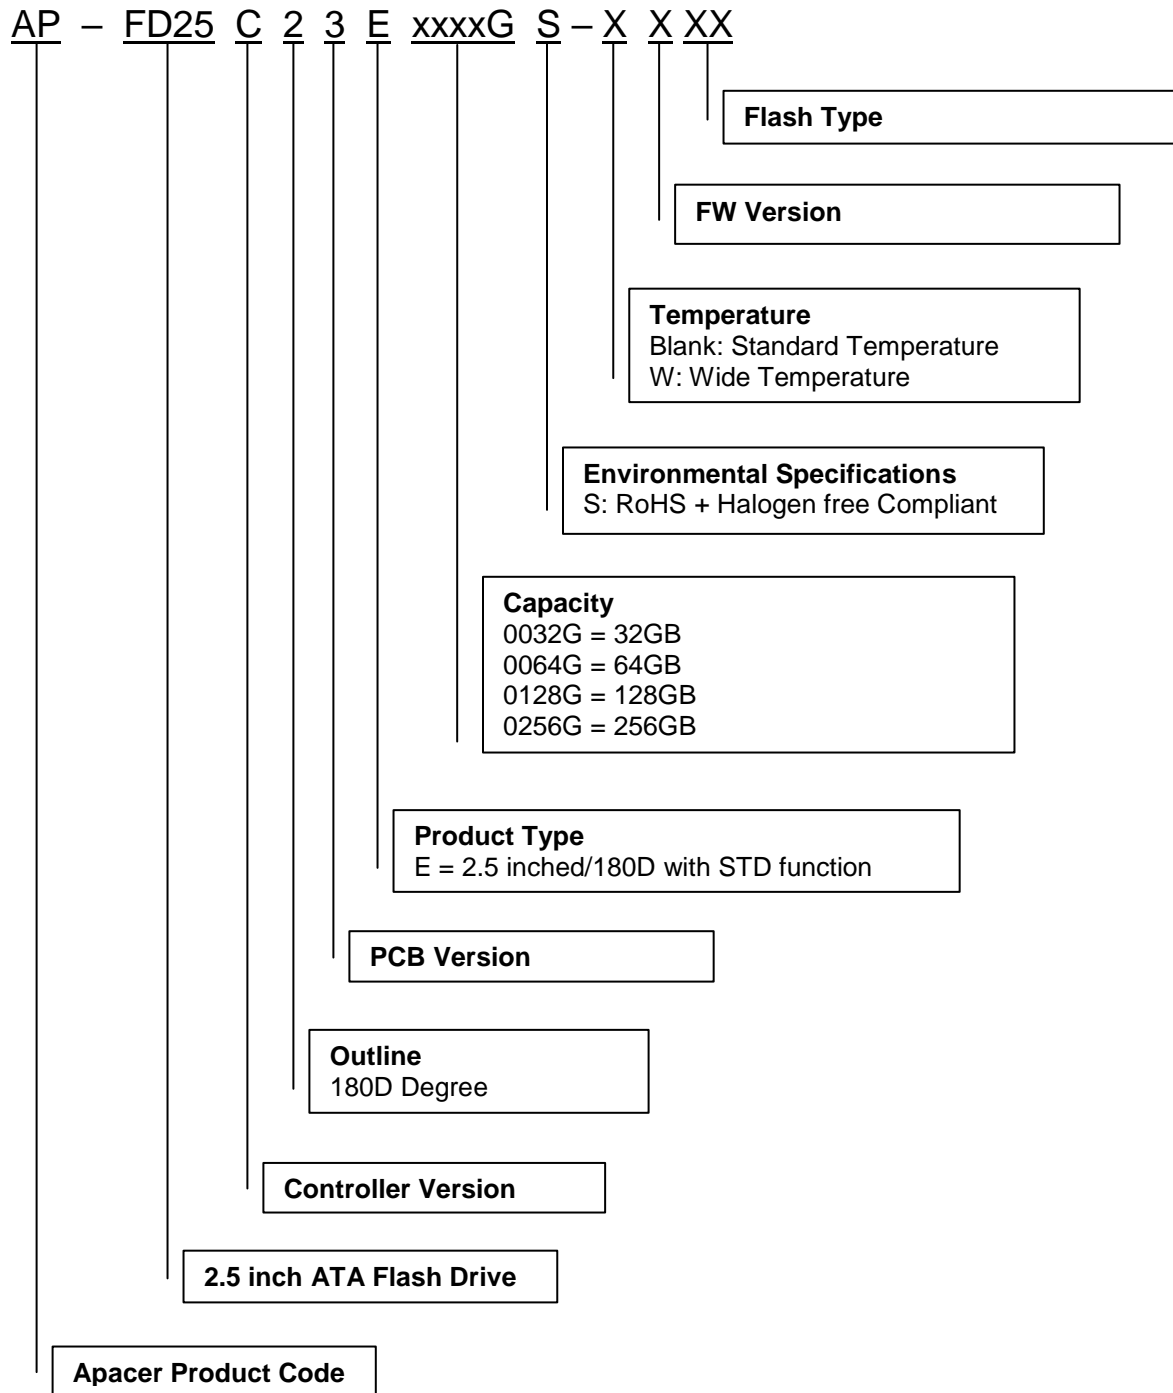 AP – FD25 C 2 3 E xxxxG S – X X XX
Flash Type
FW Version
Temperature
Blank: Standard Temperature
W: Wide Temperature
Environmental Specifications
S: RoHS + Halogen free Compliant
Capacity
0032G = 32GB
0064G = 64GB
0128G = 128GB
0256G = 256GB
Product Type
E = 2.5 inched/180D with STD function
PCB Version
Outline
180D Degree
Controller Version
2.5 inch ATA Flash Drive
Apacer Product Code